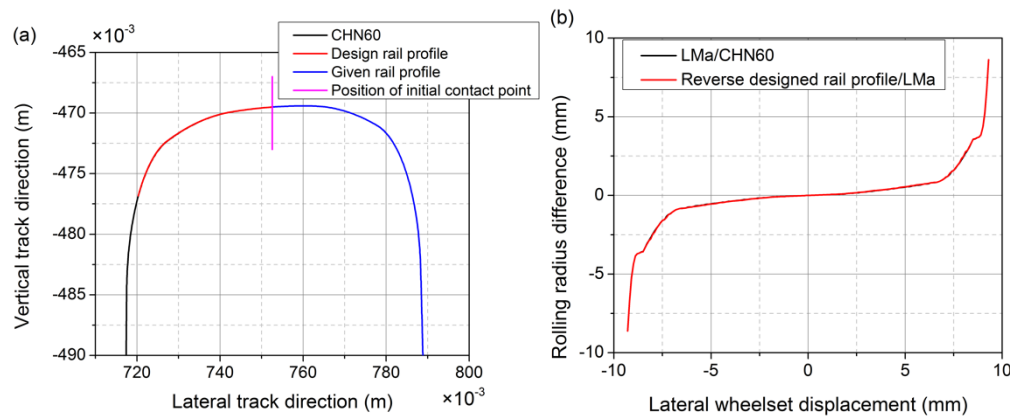 (a)
×10⁻³
CHN60
Design rail profile
Given rail profile
Position of initial contact point
-465
-470
-475
-480
-485
-490
Vertical track direction (m)
720
740
760
780
800
×10⁻³
Lateral track direction (m)
(b)
LMa/CHN60
Reverse designed rail profile/LMa
10
5
0
-5
-10
Rolling radius difference (mm)
-10
-5
0
5
10
Lateral wheelset displacement (mm)